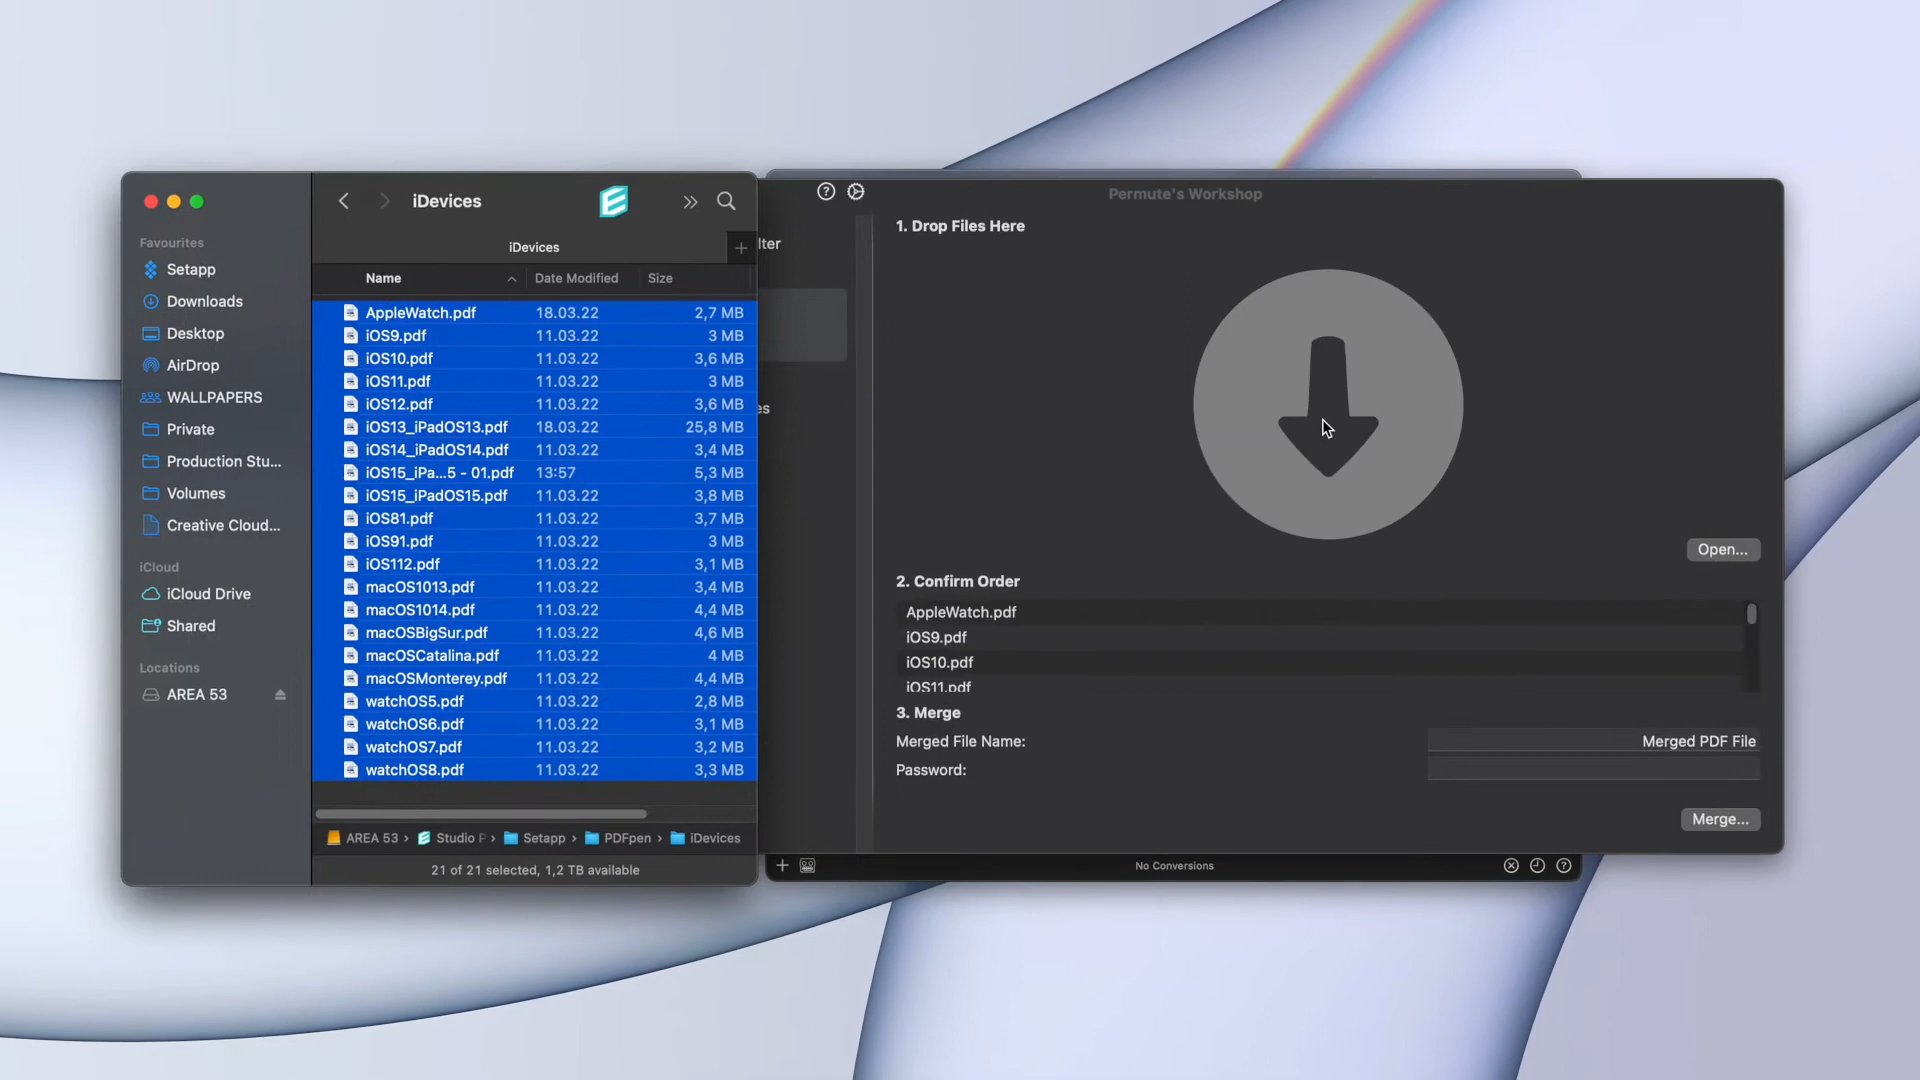 iDevices
iDevices
Name
Date Modified
Size
Favourites
Setapp
Downloads
Desktop
AirDrop
WALLPAPERS
Private
Production Stu...
Volumes
Creative Cloud...
iCloud
iCloud Drive
Shared
Locations
AREA 53
AppleWatch.pdf 18.03.22 2,7 MB
iOS9.pdf 11.03.22 3 MB
iOS10.pdf 11.03.22 3,6 MB
iOS11.pdf 11.03.22 3 MB
iOS12.pdf 11.03.22 3,6 MB
iOS13_iPadOS13.pdf 18.03.22 25,8 MB
iOS14_iPadOS14.pdf 11.03.22 3,4 MB
iOS15_iPa...5 - 01.pdf 13:57 5,3 MB
iOS15_iPadOS15.pdf 11.03.22 3,8 MB
iOS81.pdf 11.03.22 3,7 MB
iOS91.pdf 11.03.22 3 MB
iOS112.pdf 11.03.22 3,1 MB
macOS1013.pdf 11.03.22 3,4 MB
macOS1014.pdf 11.03.22 4,4 MB
macOSBigSur.pdf 11.03.22 4,6 MB
macOSCatalina.pdf 11.03.22 4 MB
macOSMonterey.pdf 11.03.22 4,4 MB
watchOS5.pdf 11.03.22 2,8 MB
watchOS6.pdf 11.03.22 3,1 MB
watchOS7.pdf 11.03.22 3,2 MB
watchOS8.pdf 11.03.22 3,3 MB
AREA 53 › Studio P › Setapp › PDFpen › iDevices
21 of 21 selected, 1,2 TB available
lter
es
Permute's Workshop
1. Drop Files Here
Open...
2. Confirm Order
AppleWatch.pdf
iOS9.pdf
iOS10.pdf
iOS11.pdf
3. Merge
Merged File Name: Merged PDF File
Password:
Merge...
No Conversions